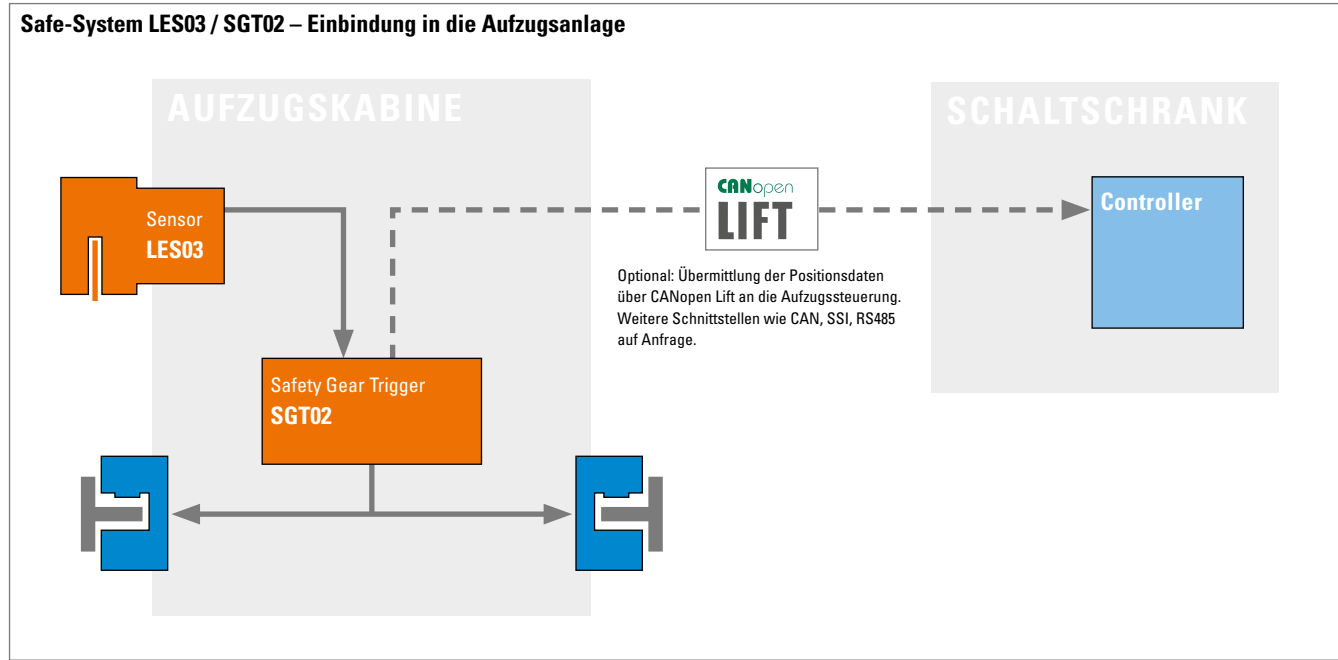 Safe-System LES03 / SGT02 – Einbindung in die Aufzugsanlage
AUFZUGSKABINE
SCHALTSCHRANK
Sensor
LES03
CANopen
LIFT
Controller
Optional: Übermittlung der Positionsdaten
über CANopen Lift an die Aufzugssteuerung.
Weitere Schnittstellen wie CAN, SSI, RS485
auf Anfrage.
Safety Gear Trigger
SGT02